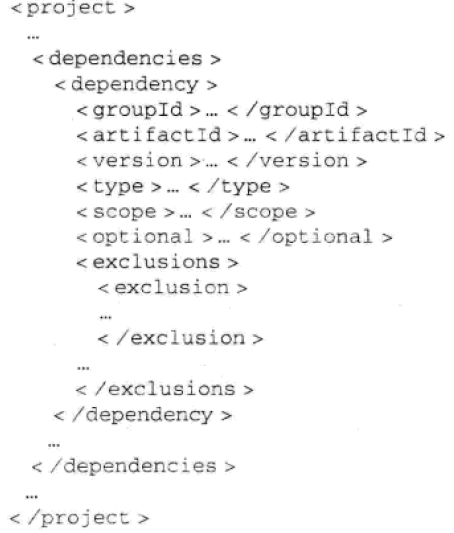 <project>
…
<dependencies>
<dependency>
<groupId>… </groupId>
<artifactId>… </artifactId>
<version>… </version>
<type>… </type>
<scope>… </scope>
<optional>… </optional>
<exclusions>
<exclusion>
…
</exclusion>
…
</exclusions>
</dependency>
…
</dependencies>
…
</project>